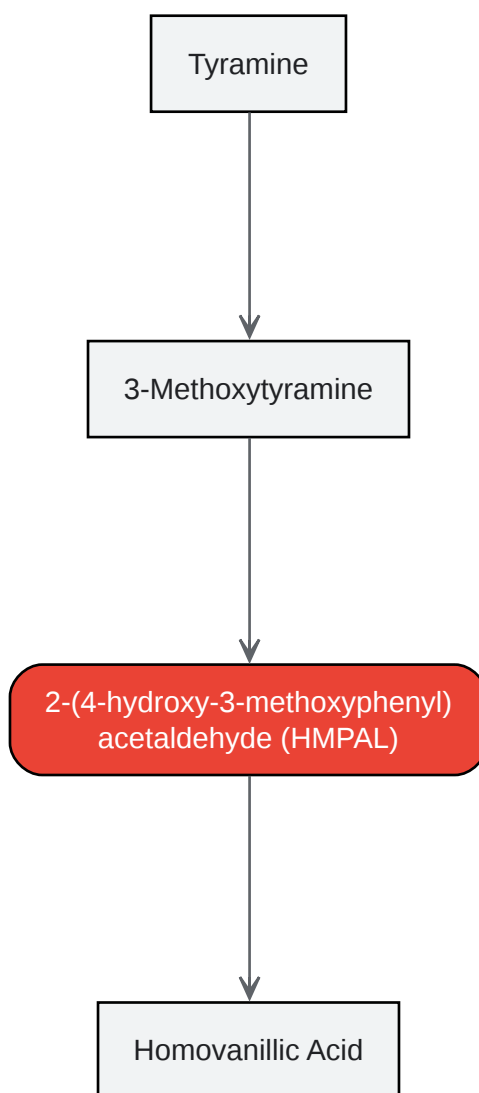 Tyramine
3-Methoxytyramine
2-(4-hydroxy-3-methoxyphenyl)
acetaldehyde (HMPAL)
Homovanillic Acid